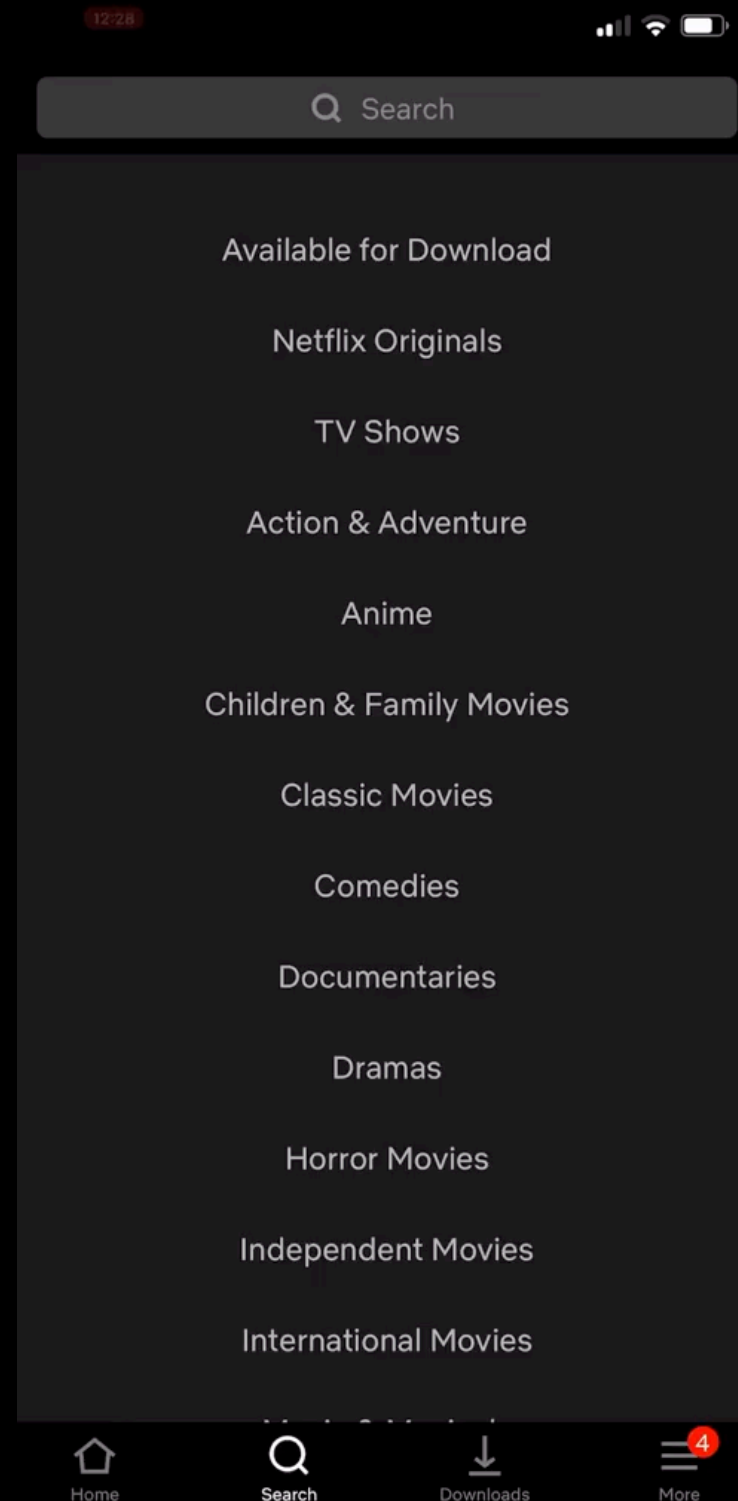 12:28
Search
Available for Download
Netflix Originals
TV Shows
Action & Adventure
Anime
Children & Family Movies
Classic Movies
Comedies
Documentaries
Dramas
Horror Movies
Independent Movies
International Movies
4
Home
Search
Downloads
More